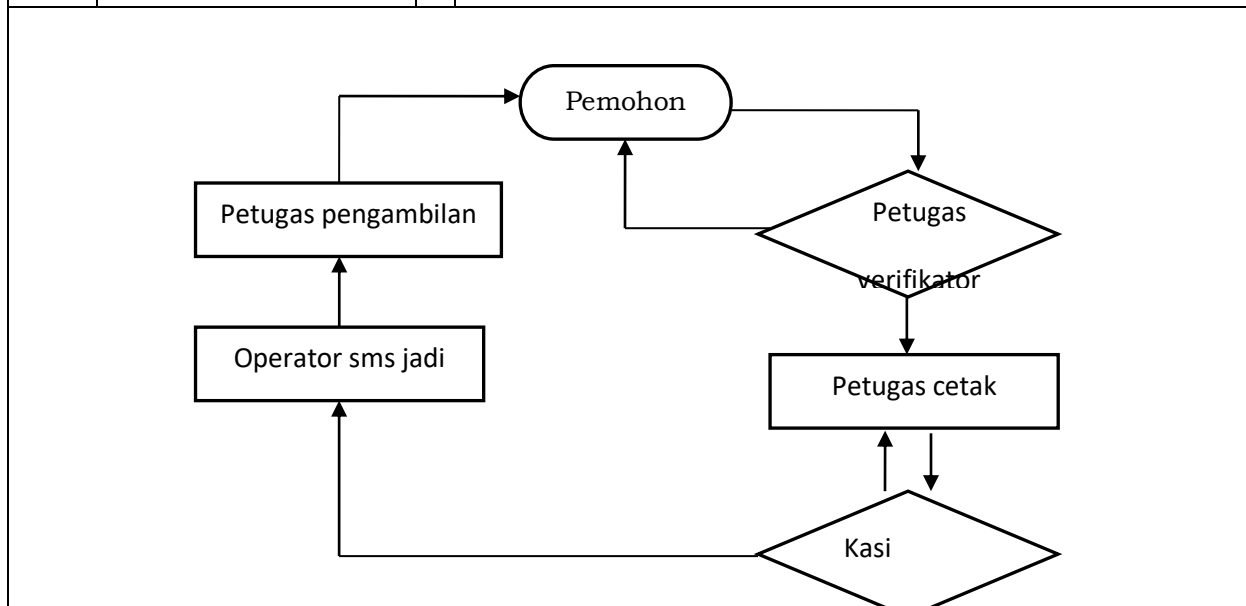 Pemohon
Petugas
verifikator
Petugas pengambilan
Operator sms jadi
Petugas cetak
Kasi